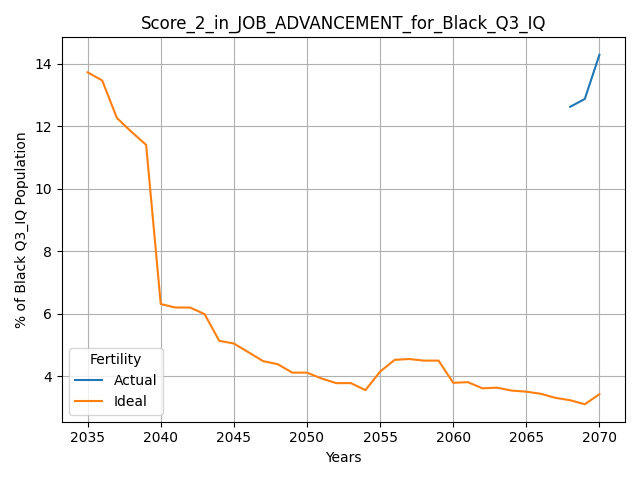 Score_2_in_JOB_ADVANCEMENT_for_Black_Q3_IQ
14
12
10
8
6
4
% of Black Q3_IQ Population
Fertility
Actual
Ideal
2035 2040 2045 2050 2055 2060 2065 2070
Years